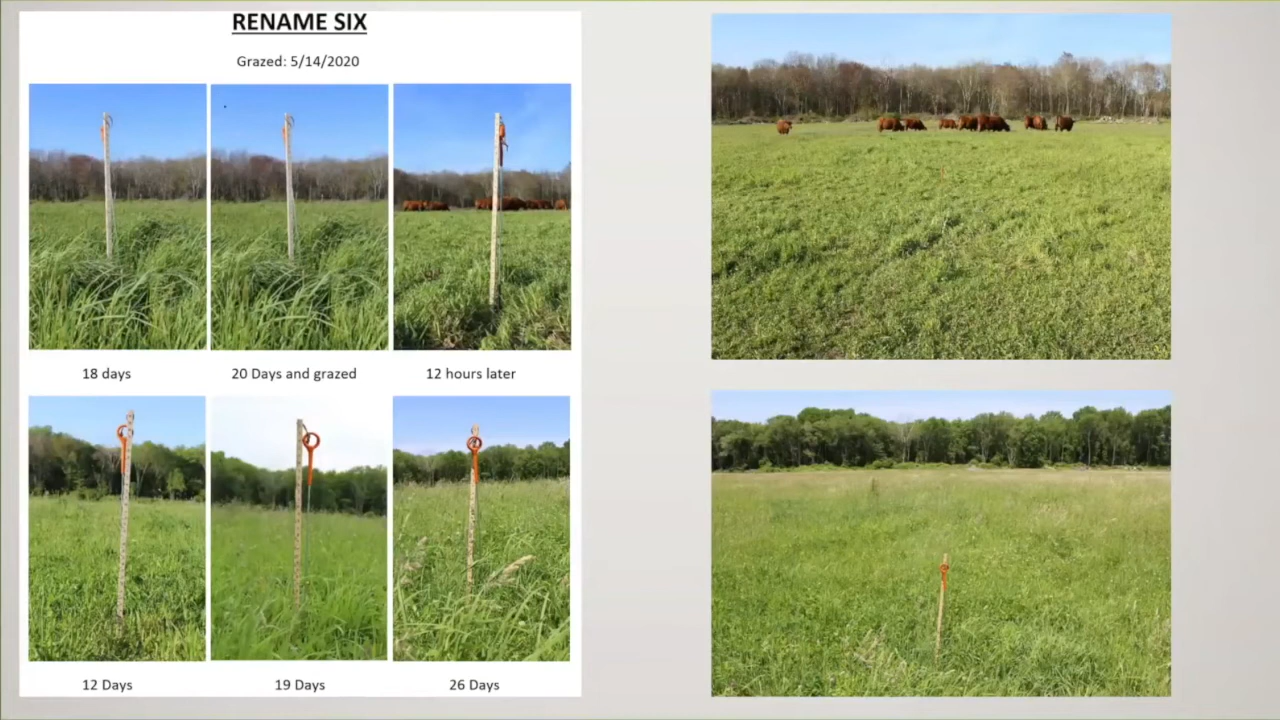 RENAME SIX
Grazed: 5/14/2020
18 days
20 Days and grazed
12 hours later
12 Days
19 Days
26 Days